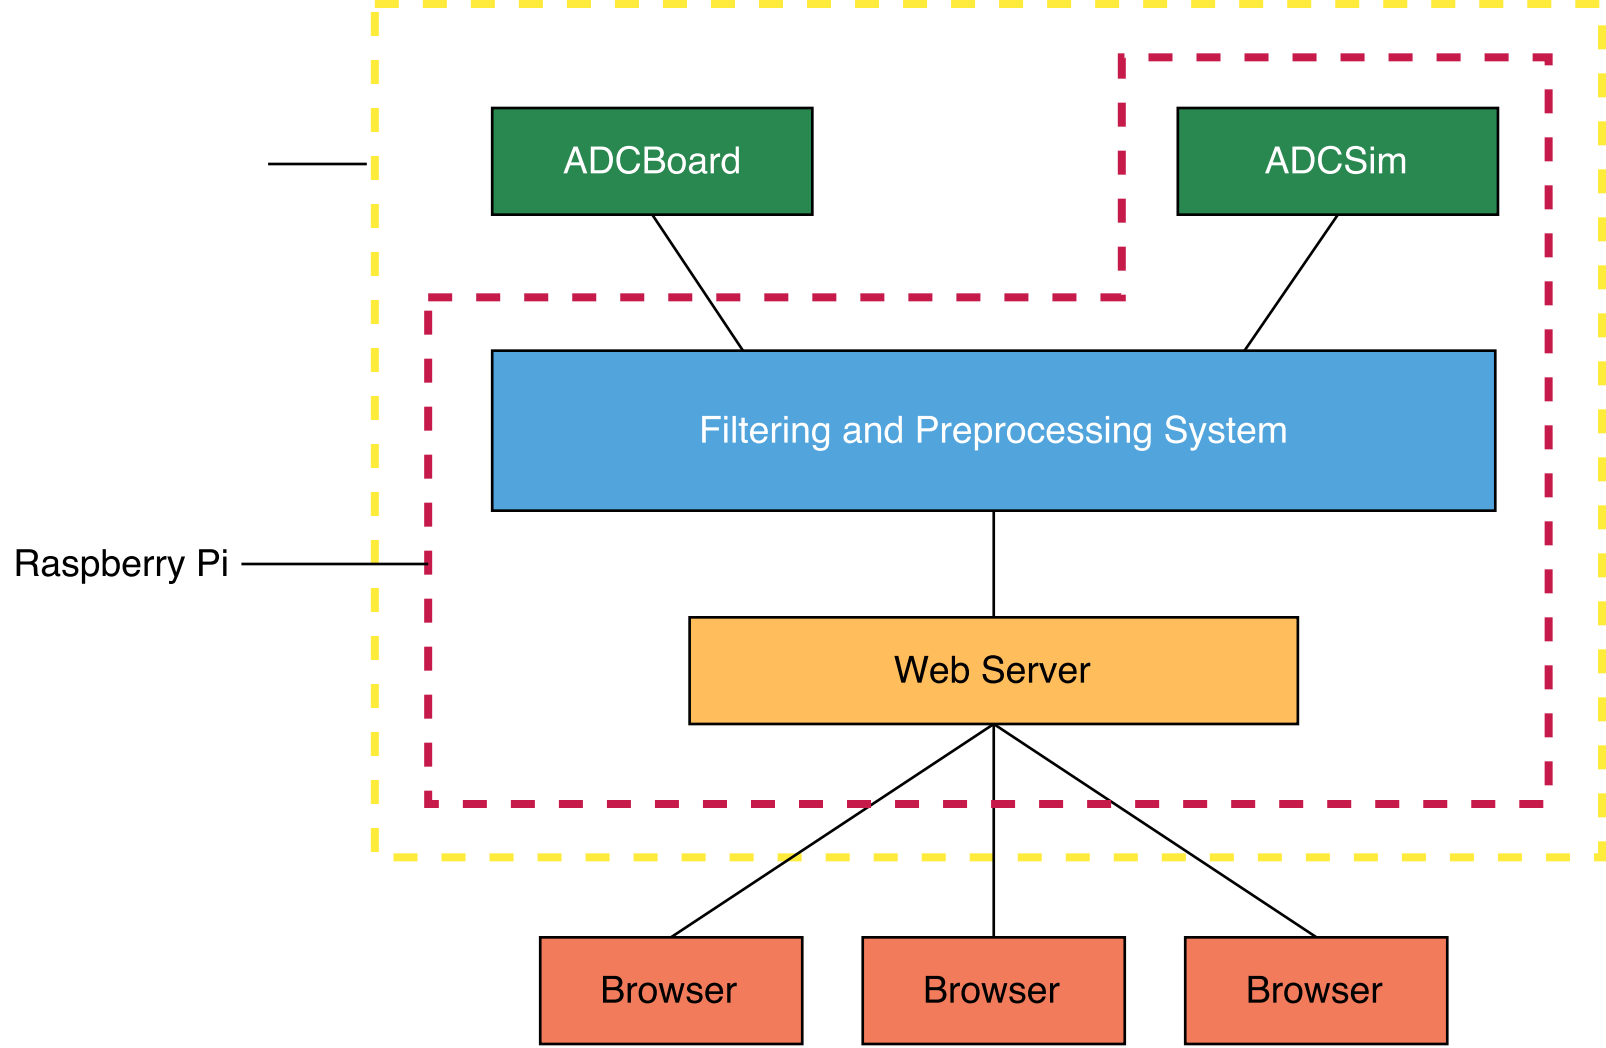 ADCBoard
ADCSim
Filtering and Preprocessing System
Raspberry Pi
Web Server
Browser
Browser
Browser